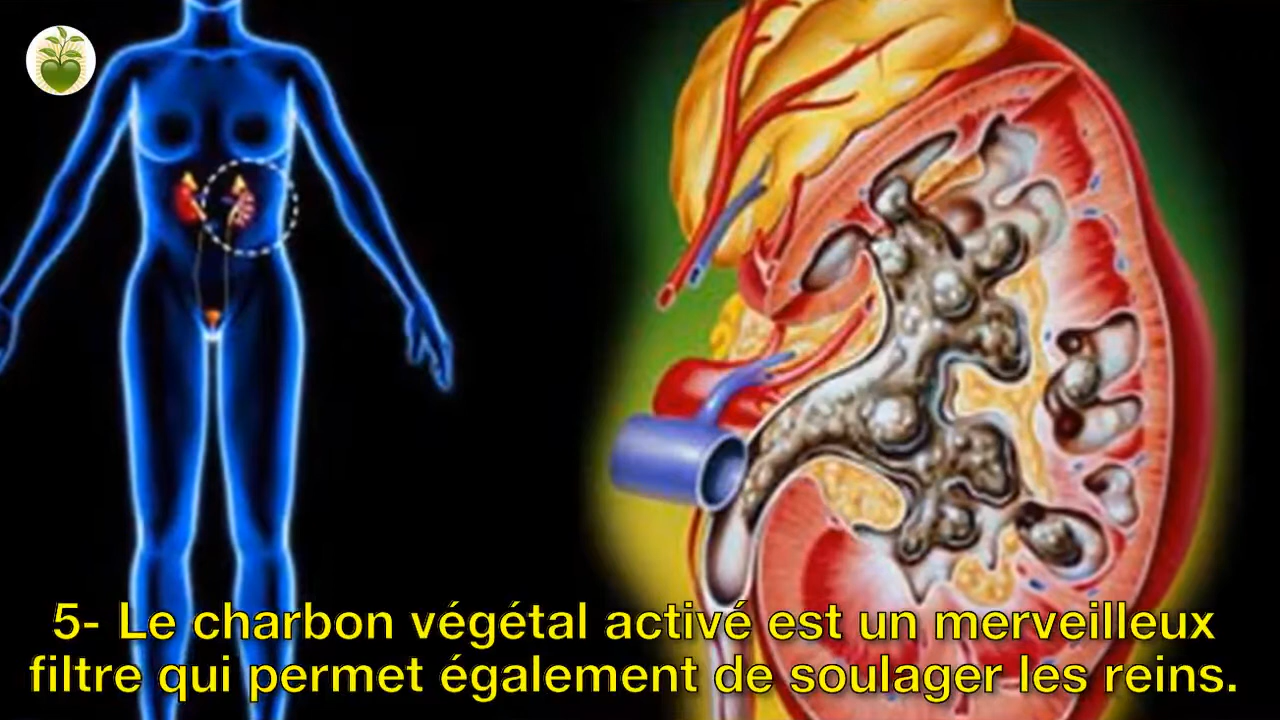 5- Le charbon végétal activé est un merveilleux
filtre qui permet également de soulager les reins.